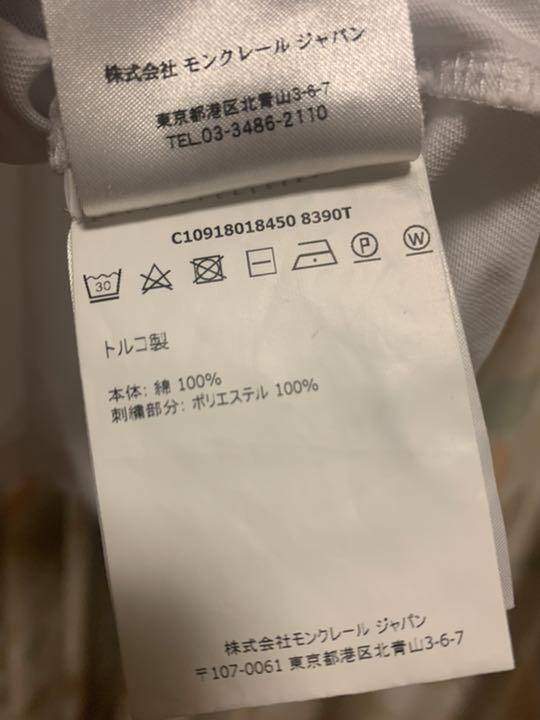 株式会社 モンクレール ジャパン
東京都港区北青山3-6-7
TEL.03-3486-2110
C10918018450 8390T
30
P
W
トルコ製
本体: 綿 100%
刺繍部分: ポリエステル 100%
株式会社モンクレール ジャパン
〒107-0061 東京都港区北青山3-6-7